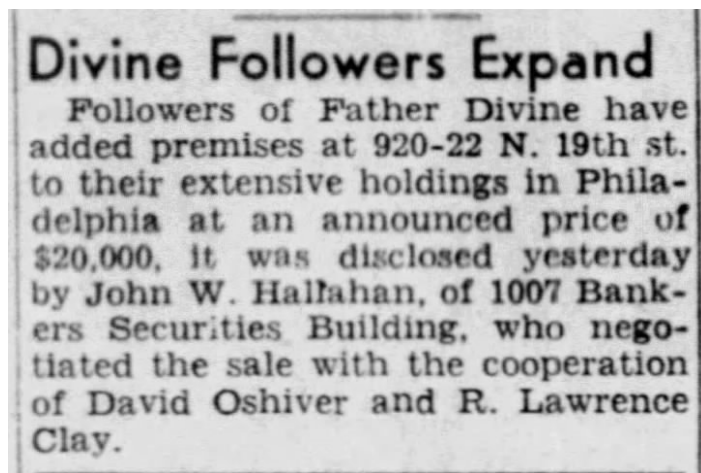 Divine Followers Expand
Followers of Father Divine have
added premises at 920-22 N. 19th st.
to their extensive holdings in Phila-
delphia at an announced price of
$20,000, it was disclosed yesterday
by John W. Hallahan, of 1007 Bank-
ers Securities Building, who nego-
tiated the sale with the cooperation
of David Oshiver and R. Lawrence
Clay.